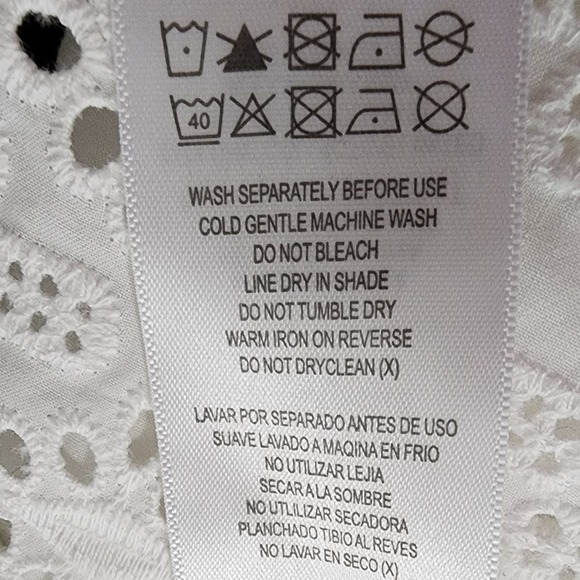 40
WASH SEPARATELY BEFORE USE
COLD GENTLE MACHINE WASH
DO NOT BLEACH
LINE DRY IN SHADE
DO NOT TUMBLE DRY
WARM IRON ON REVERSE
DO NOT DRYCLEAN (X)
LAVAR POR SEPARADO ANTES DE USO
SUAVE LAVADO A MAQINA EN FRIO
NO UTILIZAR LEJIA
SECAR A LA SOMBRE
NO UTLILIZAR SECADORA
PLANCHADO TIBIO AL REVES
NO LAVAR EN SECO (X)